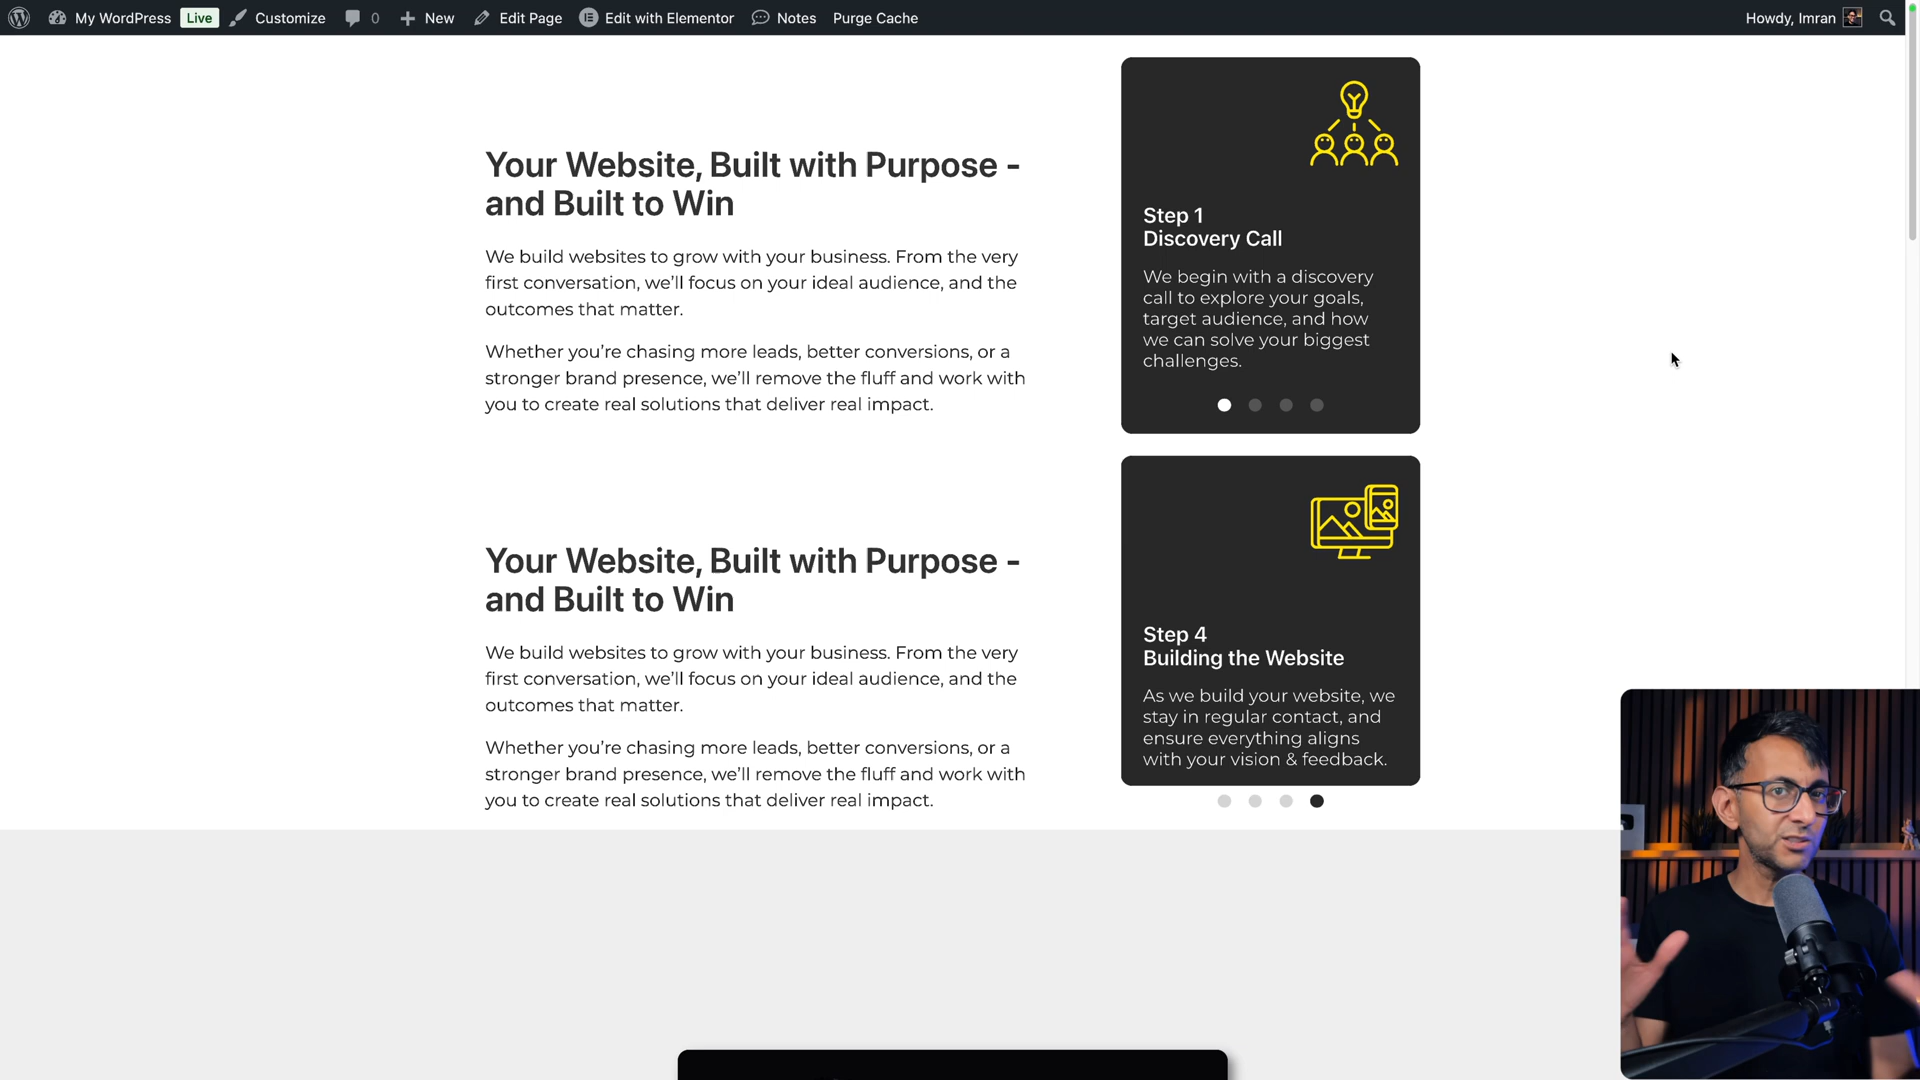 My WordPress Live Customize 0 New Edit Page Edit with Elementor Notes Purge Cache Howdy, Imran
Your Website, Built with Purpose -
and Built to Win
We build websites to grow with your business. From the very
first conversation, we’ll focus on your ideal audience, and the
outcomes that matter.
Whether you’re chasing more leads, better conversions, or a
stronger brand presence, we’ll remove the fluff and work with
you to create real solutions that deliver real impact.
Step 1
Discovery Call
We begin with a discovery
call to explore your goals,
target audience, and how
we can solve your biggest
challenges.
Your Website, Built with Purpose -
and Built to Win
We build websites to grow with your business. From the very
first conversation, we’ll focus on your ideal audience, and the
outcomes that matter.
Whether you’re chasing more leads, better conversions, or a
stronger brand presence, we’ll remove the fluff and work with
you to create real solutions that deliver real impact.
Step 4
Building the Website
As we build your website, we
stay in regular contact, and
ensure everything aligns
with your vision & feedback.